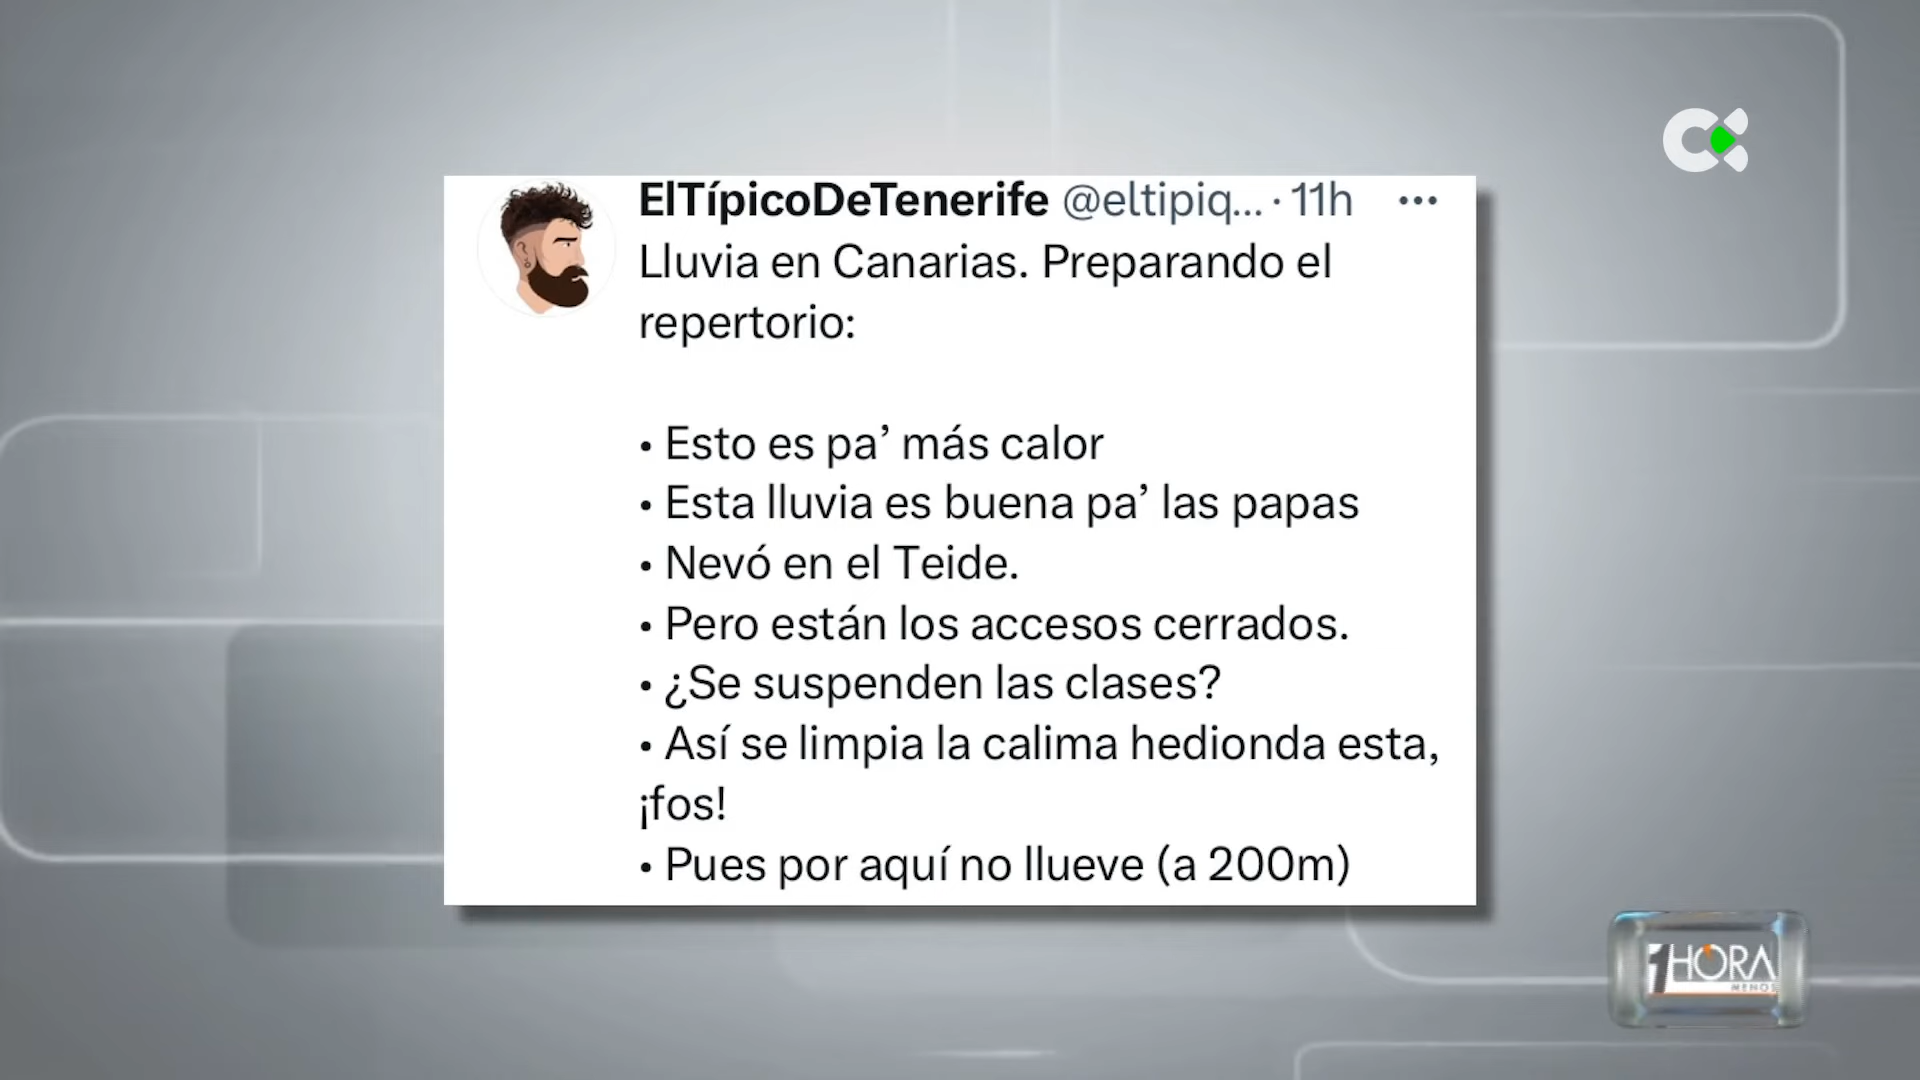 ElTípicoDeTenerife @eltipiq... · 11h ...
Lluvia en Canarias. Preparando el
repertorio:
• Esto es pa’ más calor
• Esta lluvia es buena pa’ las papas
• Nevó en el Teide.
• Pero están los accesos cerrados.
• ¿Se suspenden las clases?
• Así se limpia la calima hedionda esta,
¡fos!
• Pues por aquí no llueve (a 200m)
1HORA
MENOS